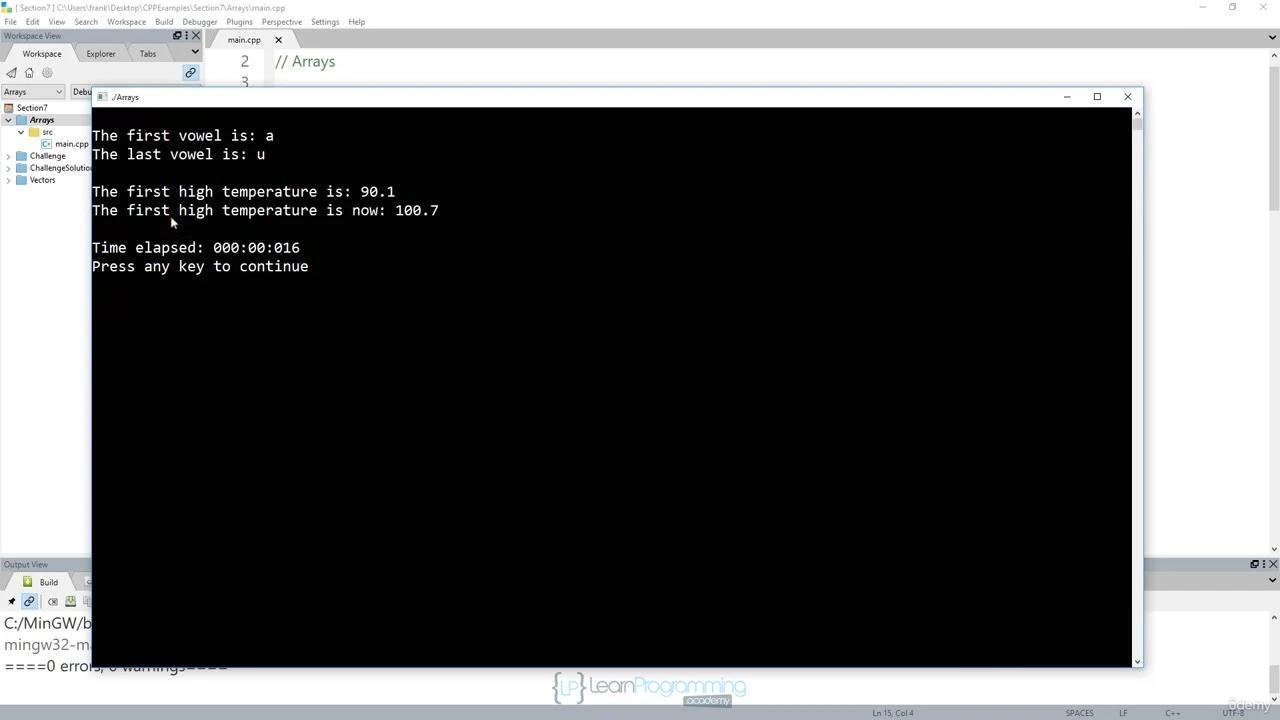 [ Section7 ] C:\Users\frank\Desktop\CPPExamples\Section7\Arrays\main.cpp
File Edit View Search Workspace Build Debugger Plugins Perspective Settings Help
Workspace View
main.cpp
Workspace Explorer Tabs
2 // Arrays
3
Arrays Debu
./Arrays
Section7
Arrays
src
main.cpp
Challenge
ChallengeSolution
Vectors
The first vowel is: a
The last vowel is: u
The first high temperature is: 90.1
The first high temperature is now: 100.7
Time elapsed: 000:00:016
Press any key to continue
Output View
Build
C:/MinGW/b
mingw32-m
====0 errors, 0 warnings====
{LP} LearnProgramming
academy
Ln 15, Col 4 SPACES LF C++ UTF-8
ûdemy